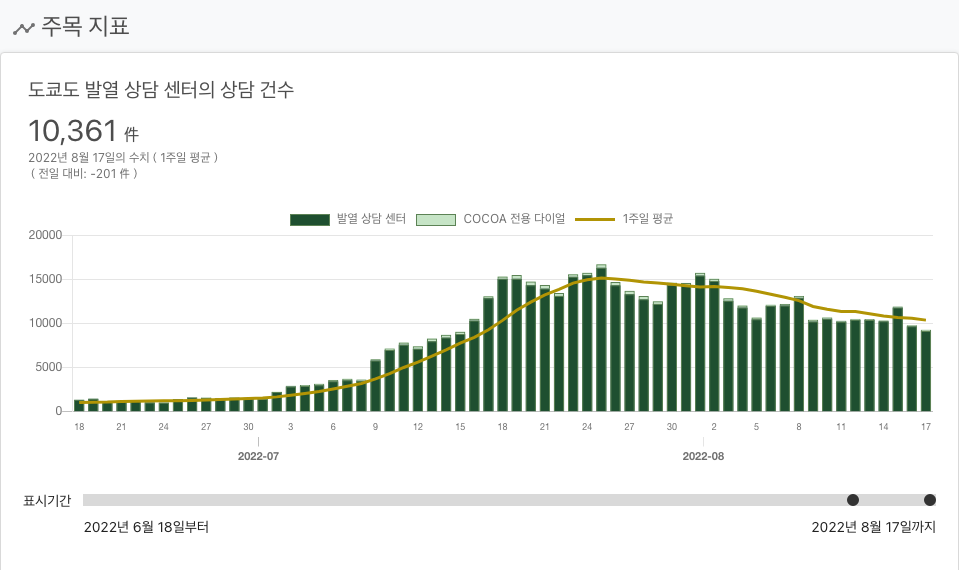 주목 지표
도쿄도 발열 상담 센터의 상담 건수
10,361 件
2022년 8월 17일의 수치 ( 1주일 평균 )
( 전일 대비: -201 件 )
발열 상담 센터 COCOA 전용 다이얼 1주일 평균
20000
15000
10000
5000
0
18 21 24 27 30 3 6 9 12 15 18 21 24 27 30 2 5 8 11 14 17
2022-07 2022-08
표시기간
2022년 6월 18일부터 2022년 8월 17일까지